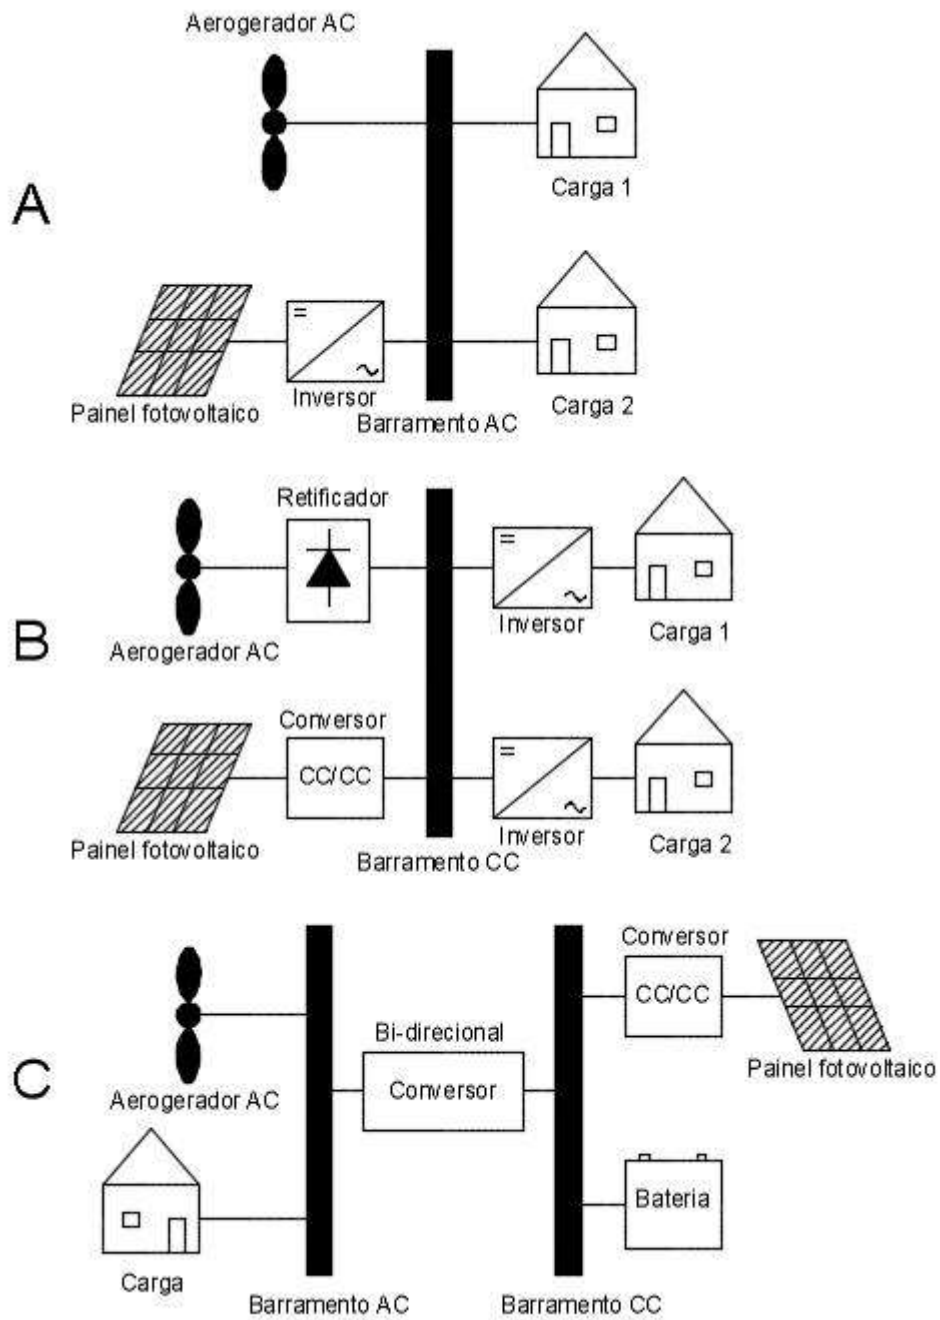 Aerogerador AC
A
Carga 1
Painel fotovoltaico
Inversor
Barramento AC
Carga 2
B
Retificador
Aerogerador AC
Inversor
Carga 1
Conversor
CC/CC
Painel fotovoltaico
Barramento CC
Inversor
Carga 2
C
Aerogerador AC
Bi-direcional
Conversor
Conversor
CC/CC
Painel fotovoltaico
Carga
Bateria
Barramento AC
Barramento CC